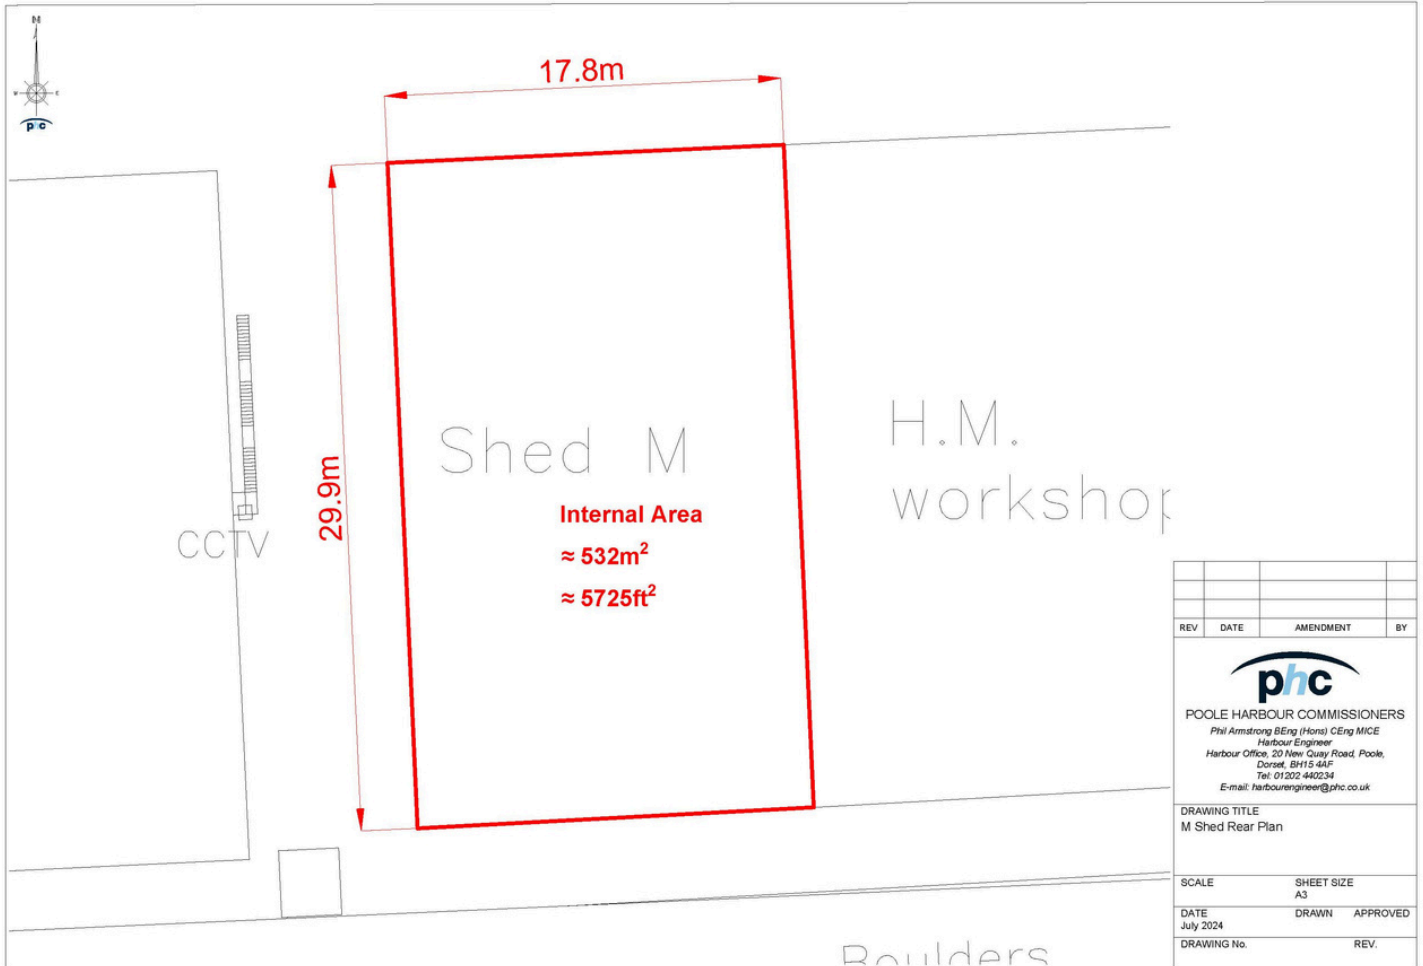 N
W
E
phc
17.8m
29.9m
Shed M
H.M.
workshop
Internal Area
≈ 532m²
≈ 5725ft²
CCTV
Boulders
REV DATE AMENDMENT BY
phc
POOLE HARBOUR COMMISSIONERS
Phil Armstrong BEng (Hons) CEng MICE
Harbour Engineer
Harbour Office, 20 New Quay Road, Poole,
Dorset, BH15 4AF
Tel: 01202 440234
E-mail: harbourengineer@phc.co.uk
DRAWING TITLE
M Shed Rear Plan
SCALE SHEET SIZE
A3
DATE DRAWN APPROVED
July 2024
DRAWING No. REV.